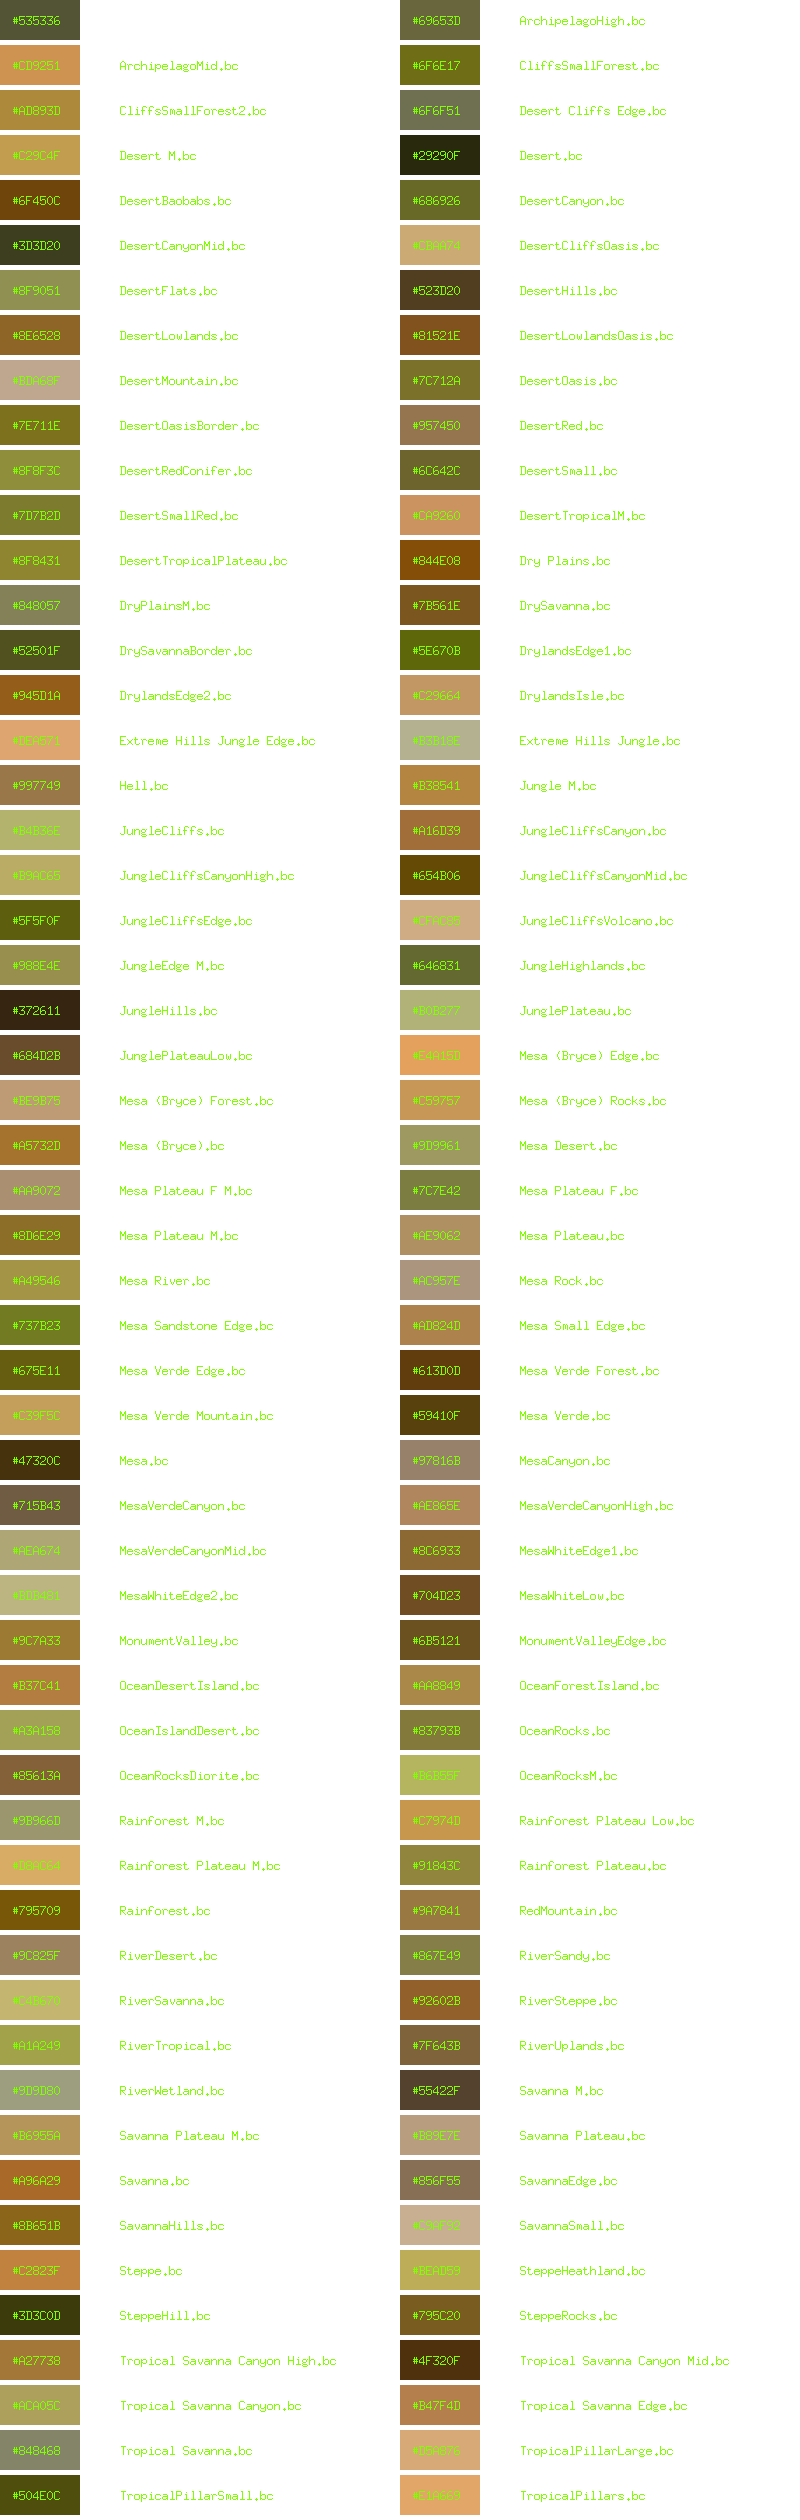 #535336 #69653D ArchipelagoHigh.bc
#CD9251 ArchipelagoMid.bc #6F6E17 CliffsSmallForest.bc
#AD893D CliffsSmallForest2.bc #6F6F51 Desert Cliffs Edge.bc
#C29C4F Desert M.bc #29290F Desert.bc
#6F450C DesertBaobabs.bc #686926 DesertCanyon.bc
#3D3D20 DesertCanyonMid.bc DesertCliffsOasis.bc
#8F9051 DesertFlats.bc #523D20 DesertHills.bc
#8E6528 DesertLowlands.bc #81521E DesertLowlandsOasis.bc
DesertMountain.bc #7C712A DesertOasis.bc
#7E711E DesertOasisBorder.bc #957450 DesertRed.bc
#8F8F3C DesertRedConifer.bc #6C642C DesertSmall.bc
#7D7B2D DesertSmallRed.bc #CA9260 DesertTropicalM.bc
#8F8431 DesertTropicalPlateau.bc #844E08 Dry Plains.bc
#848057 DryPlainsM.bc #7B561E DrySavanna.bc
#52501F DrySavannaBorder.bc #5E670B DrylandsEdge1.bc
#945D1A DrylandsEdge2.bc #C29664 DrylandsIsle.bc
Extreme Hills Jungle Edge.bc Extreme Hills Jungle.bc
#997749 Hell.bc #B38541 Jungle M.bc
JungleCliffs.bc #A16D39 JungleCliffsCanyon.bc
#B9AC65 JungleCliffsCanyonHigh.bc #654B06 JungleCliffsCanyonMid.bc
#5F5F0F JungleCliffsEdge.bc JungleCliffsVolcano.bc
#988E4E JungleEdge M.bc #646831 JungleHighlands.bc
#372611 JungleHills.bc #B0B277 JunglePlateau.bc
#684D2B JunglePlateauLow.bc #E4A15D Mesa (Bryce) Edge.bc
#BE9B75 Mesa (Bryce) Forest.bc #C59757 Mesa (Bryce) Rocks.bc
#A5732D Mesa (Bryce).bc #9D9961 Mesa Desert.bc
#AA9072 Mesa Plateau F M.bc #7C7E42 Mesa Plateau F.bc
#8D6E29 Mesa Plateau M.bc #AE9062 Mesa Plateau.bc
#A49546 Mesa River.bc #AC957E Mesa Rock.bc
#737B23 Mesa Sandstone Edge.bc #AD824D Mesa Small Edge.bc
#675E11 Mesa Verde Edge.bc #613D0D Mesa Verde Forest.bc
#C39F5C Mesa Verde Mountain.bc #59410F Mesa Verde.bc
#47320C Mesa.bc #97816B MesaCanyon.bc
#715B43 MesaVerdeCanyon.bc #AE865E MesaVerdeCanyonHigh.bc
#AEA674 MesaVerdeCanyonMid.bc #8C6933 MesaWhiteEdge1.bc
MesaWhiteEdge2.bc #704D23 MesaWhiteLow.bc
#9C7A33 MonumentValley.bc #6B5121 MonumentValleyEdge.bc
#B37C41 OceanDesertIsland.bc #AA8849 OceanForestIsland.bc
#A3A158 OceanIslandDesert.bc #83793B OceanRocks.bc
#85613A OceanRocksDiorite.bc OceanRocksM.bc
#9B966D Rainforest M.bc #C7974D Rainforest Plateau Low.bc
Rainforest Plateau M.bc #91843C Rainforest Plateau.bc
#795709 Rainforest.bc #9A7841 RedMountain.bc
#9C825F RiverDesert.bc #867E49 RiverSandy.bc
RiverSavanna.bc #92602B RiverSteppe.bc
#A1A249 RiverTropical.bc #7F643B RiverUplands.bc
#9D9D80 RiverWetland.bc #55422F Savanna M.bc
#B6955A Savanna Plateau M.bc #BB9E7E Savanna Plateau.bc
#A96A29 Savanna.bc #856F55 SavannaEdge.bc
#8B651B SavannaHills.bc SavannaSmall.bc
#C2823F Steppe.bc #BEAD59 SteppeHeathland.bc
#3D3C0D SteppeHill.bc #795C20 SteppeRocks.bc
#A27738 Tropical Savanna Canyon High.bc #4F320F Tropical Savanna Canyon Mid.bc
#ACA05C Tropical Savanna Canyon.bc #B47F4D Tropical Savanna Edge.bc
#848468 Tropical Savanna.bc TropicalPillarLarge.bc
#504E0C TropicalPillarSmall.bc TropicalPillars.bc